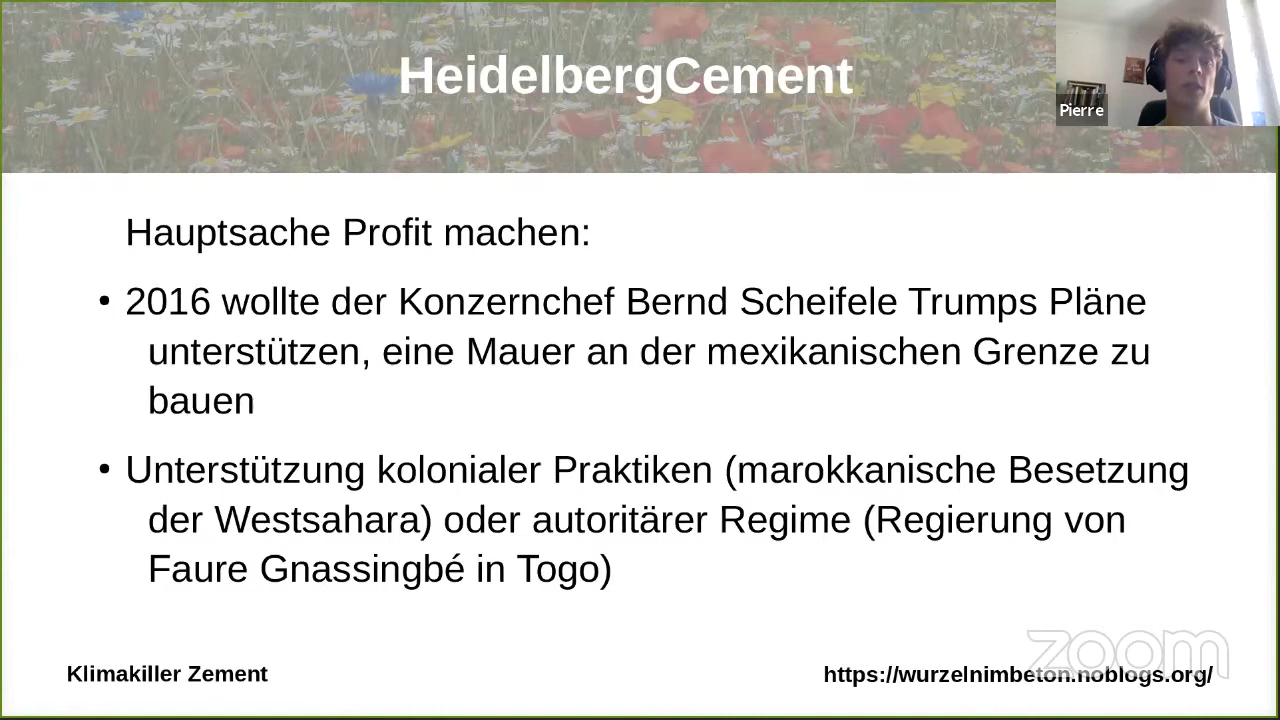 HeidelbergCement
Pierre
Hauptsache Profit machen:
• 2016 wollte der Konzernchef Bernd Scheifele Trumps Pläne
unterstützen, eine Mauer an der mexikanischen Grenze zu
bauen
• Unterstützung kolonialer Praktiken (marokkanische Besetzung
der Westsahara) oder autoritärer Regime (Regierung von
Faure Gnassingbé in Togo)
zoom
Klimakiller Zement
https://wurzelnimbeton.noblogs.org/